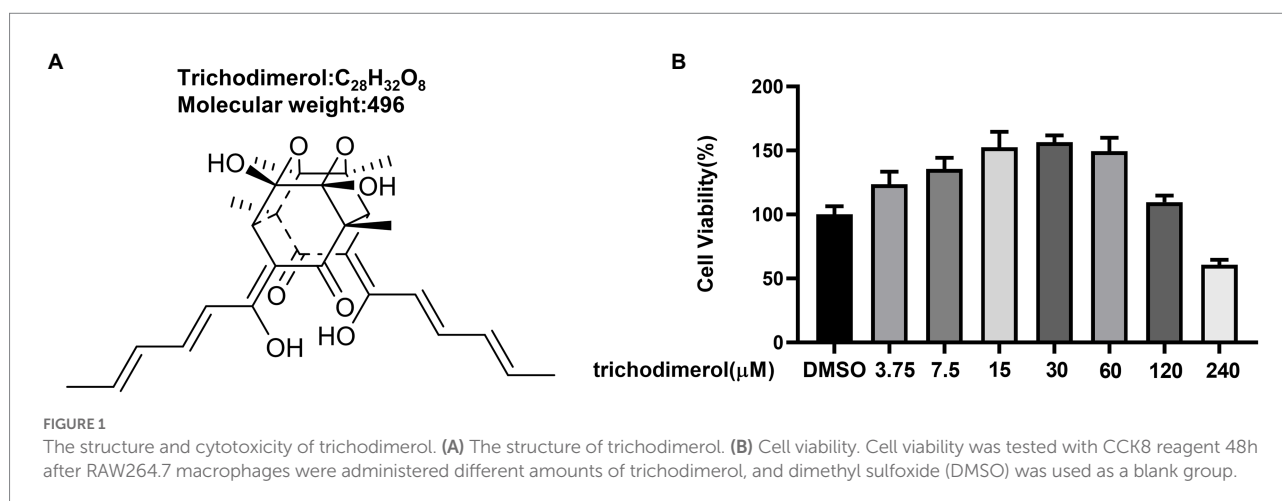 A
Trichodimerol:C₂₈H₃₂O₈
Molecular weight:496
O O
HO
OH
O
O
OH
HO
B
Cell Viability(%)
200
150
100
50
0
trichodimerol(μM) DMSO 3.75 7.5 15 30 60 120 240
FIGURE 1
The structure and cytotoxicity of trichodimerol. (A) The structure of trichodimerol. (B) Cell viability. Cell viability was tested with CCK8 reagent 48h
after RAW264.7 macrophages were administered different amounts of trichodimerol, and dimethyl sulfoxide (DMSO) was used as a blank group.